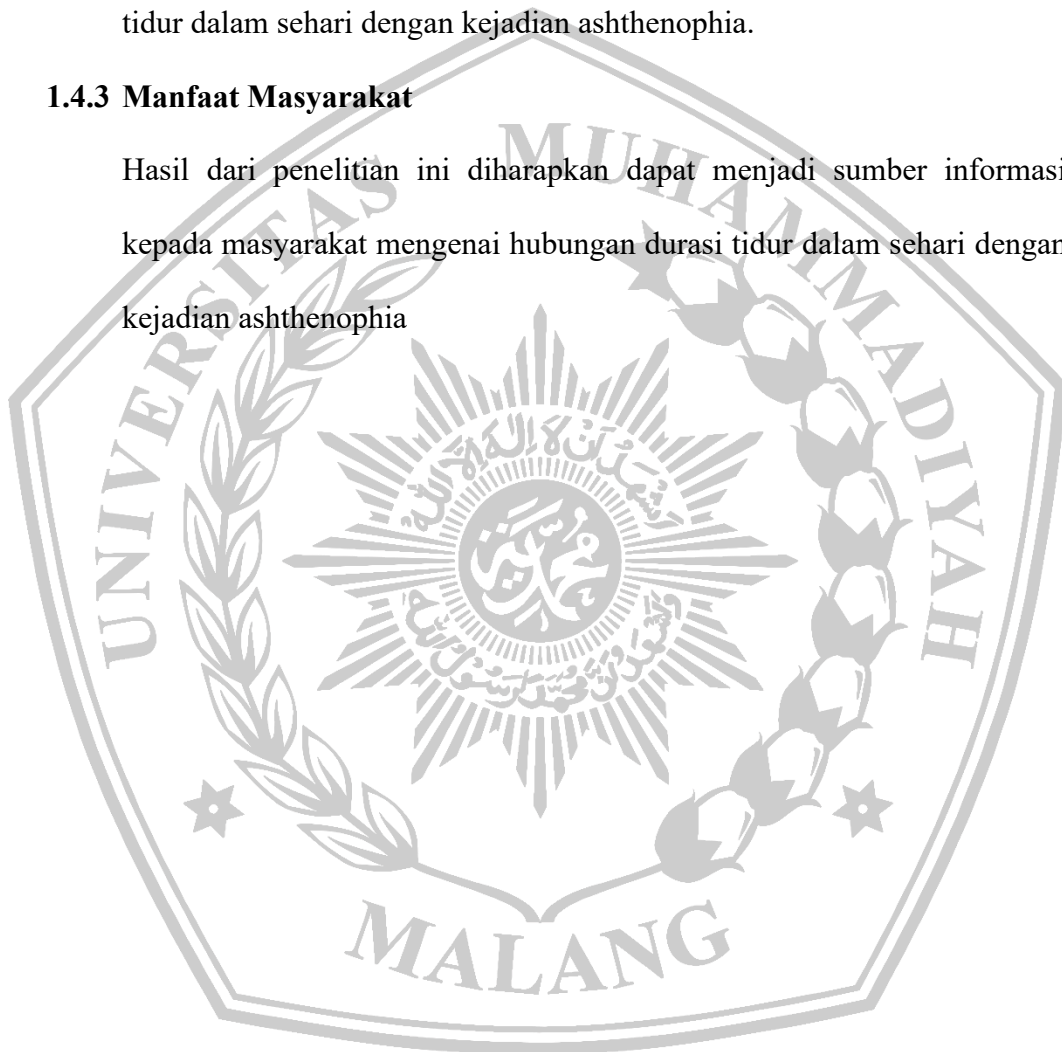 tidur dalam sehari dengan kejadian ashthenophia.
1.4.3 Manfaat Masyarakat
Hasil dari penelitian ini diharapkan dapat menjadi sumber informasi
kepada masyarakat mengenai hubungan durasi tidur dalam sehari dengan
kejadian ashthenophia
UNIVERSITAS MUHAMMADIYAH
MALANG